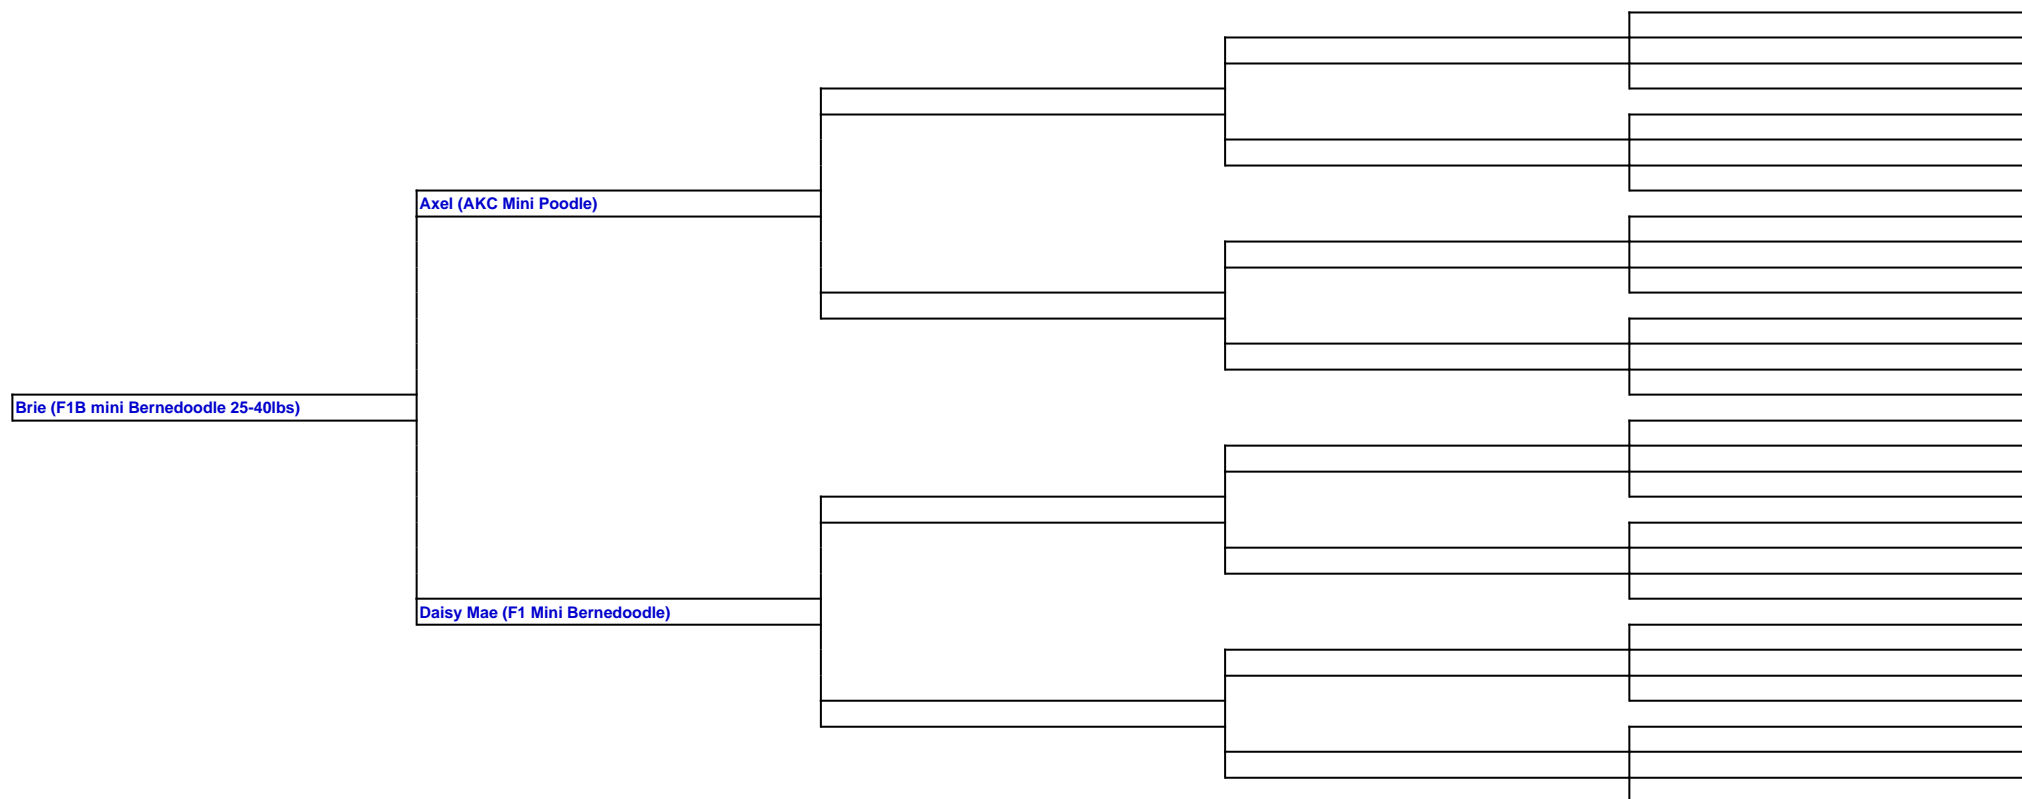 Axel (AKC Mini Poodle)
Brie (F1B mini Bernedoodle 25-40lbs)
Daisy Mae (F1 Mini Bernedoodle)